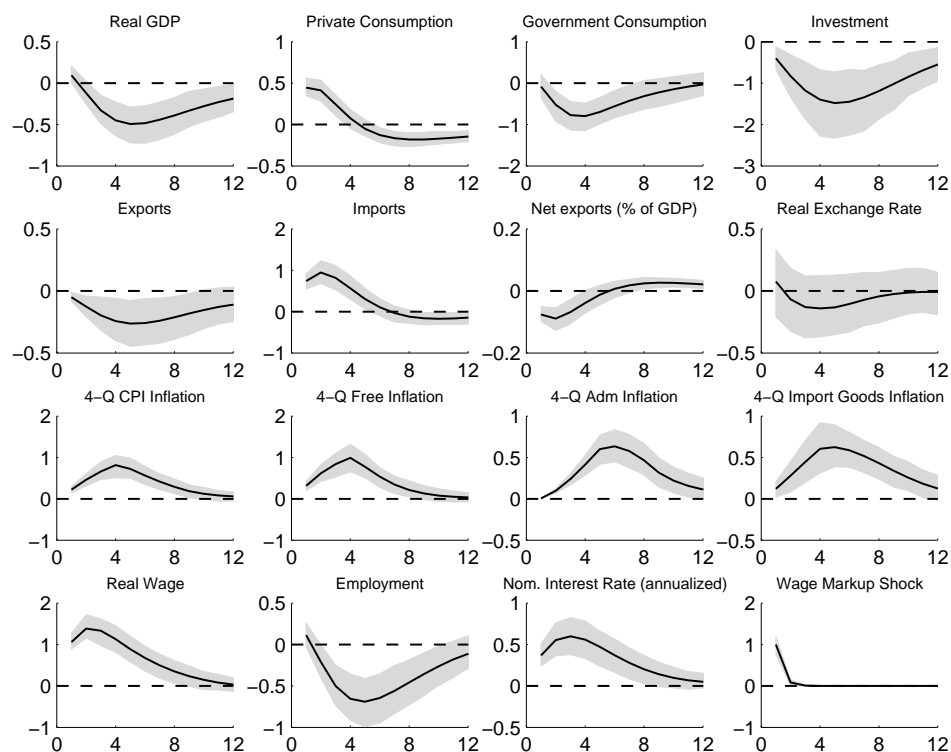 Real GDP Private Consumption Government Consumption Investment
0.5 1 1 0
0 0.5 0 −1
−0.5 0 −1 −2
−1 −0.5 −2 −3
0 4 8 12 0 4 8 12 0 4 8 12 0 4 8 12
Exports Imports Net exports (% of GDP) Real Exchange Rate
0.5 2 0.2 0.5
1
0 0 0
0
−0.5 −1 −0.2 −0.5
0 4 8 12 0 4 8 12 0 4 8 12 0 4 8 12
4−Q CPI Inflation 4−Q Free Inflation 4−Q Adm Inflation 4−Q Import Goods Inflation
2 2 1 1
1 1 0.5 0.5
0 0 0 0
−1 −1 −0.5 −0.5
0 4 8 12 0 4 8 12 0 4 8 12 0 4 8 12
Real Wage Employment Nom. Interest Rate (annualized) Wage Markup Shock
2 0.5 1 2
1 0 0.5 1
0 −0.5 0 0
−1 −1 −0.5 −1
0 4 8 12 0 4 8 12 0 4 8 12 0 4 8 12